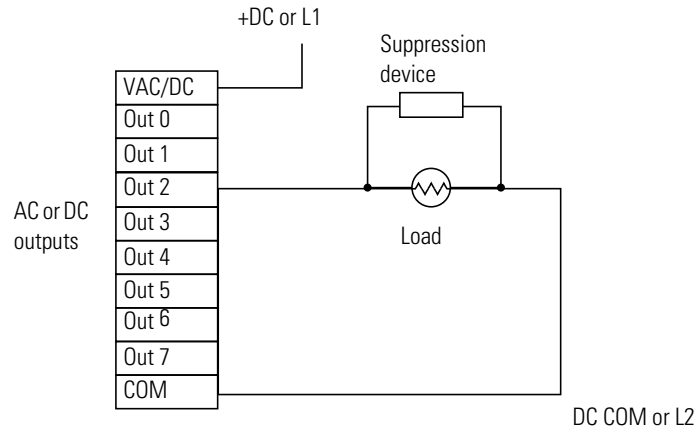 +DC or L1
Suppression
device
VAC/DC
Out 0
Out 1
Out 2
Out 3
Out 4
Out 5
Out 6
Out 7
COM
AC or DC
outputs
Load
DC COM or L2